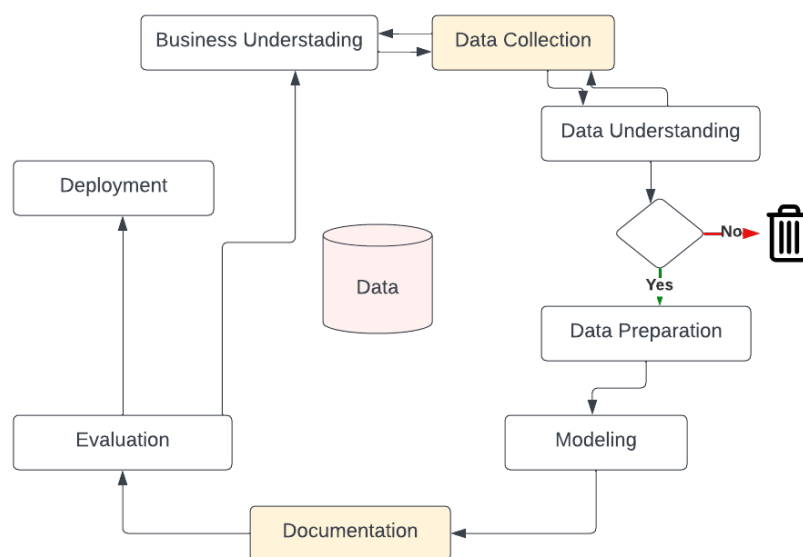 Business Understading
Data Collection
Data Understanding
Deployment
No
Data
Yes
Data Preparation
Evaluation
Modeling
Documentation